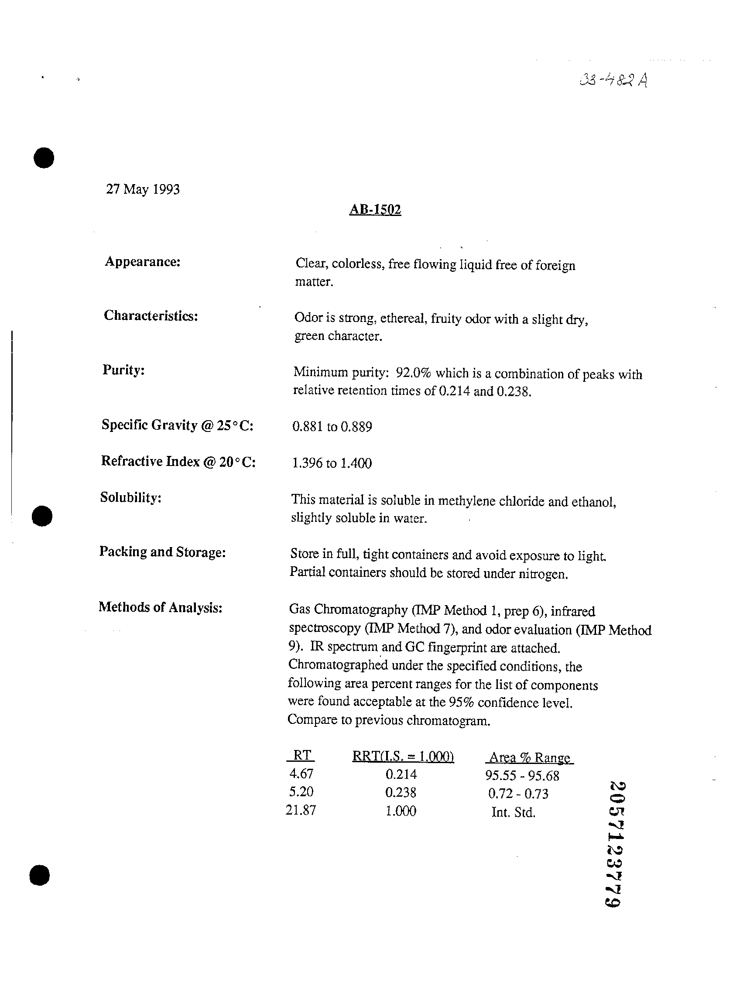 03-482A
27 May 1993
AB-1502
Appearance: Clear, colorless, free flowing liquid free of foreign
matter.
Characteristics: Odor is strong, ethereal, fruity odor with a slight dry,
green character.
Purity: Minimum purity: 92.0% which is a combination of peaks with
relative retention times of 0.214 and 0.238.
Specific Gravity @ 25°C: 0.881 to 0.889
Refractive Index @ 20°C: 1.396 to 1.400
Solubility: This material is soluble in methylene chloride and ethanol,
slightly soluble in water.
Packing and Storage: Store in full, tight containers and avoid exposure to light.
Partial containers should be stored under nitrogen.
Methods of Analysis: Gas Chromatography (IMP Method 1, prep 6), infrared
spectroscopy (IMP Method 7), and odor evaluation (IMP Method
9). IR spectrum and GC fingerprint are attached.
Chromatographed under the specified conditions, the
following area percent ranges for the list of components
were found acceptable at the 95% confidence level.
Compare to previous chromatogram.
RT RRT(I.S. = 1.000) Area % Range
4.67 0.214 95.55 - 95.68
5.20 0.238 0.72 - 0.73
21.87 1.000 Int. Std.
2057123779